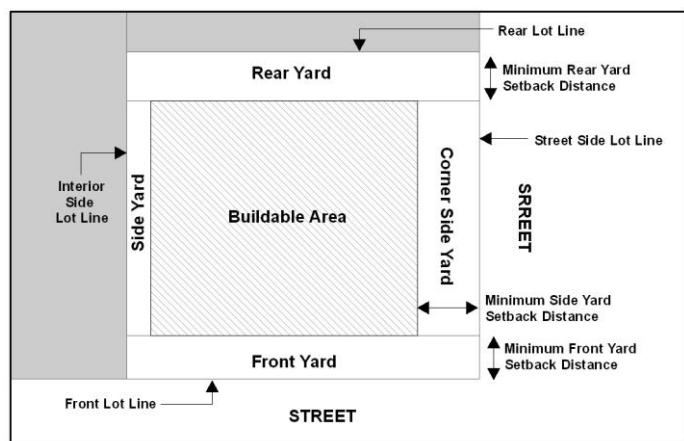 Rear Lot Line
Rear Yard
Minimum Rear Yard
Setback Distance
Street Side Lot Line
Interior
Side
Lot Line
Side Yard
Buildable Area
Corner Side Yard
SRREET
Minimum Side Yard
Setback Distance
Front Yard
Minimum Front Yard
Setback Distance
Front Lot Line
STREET